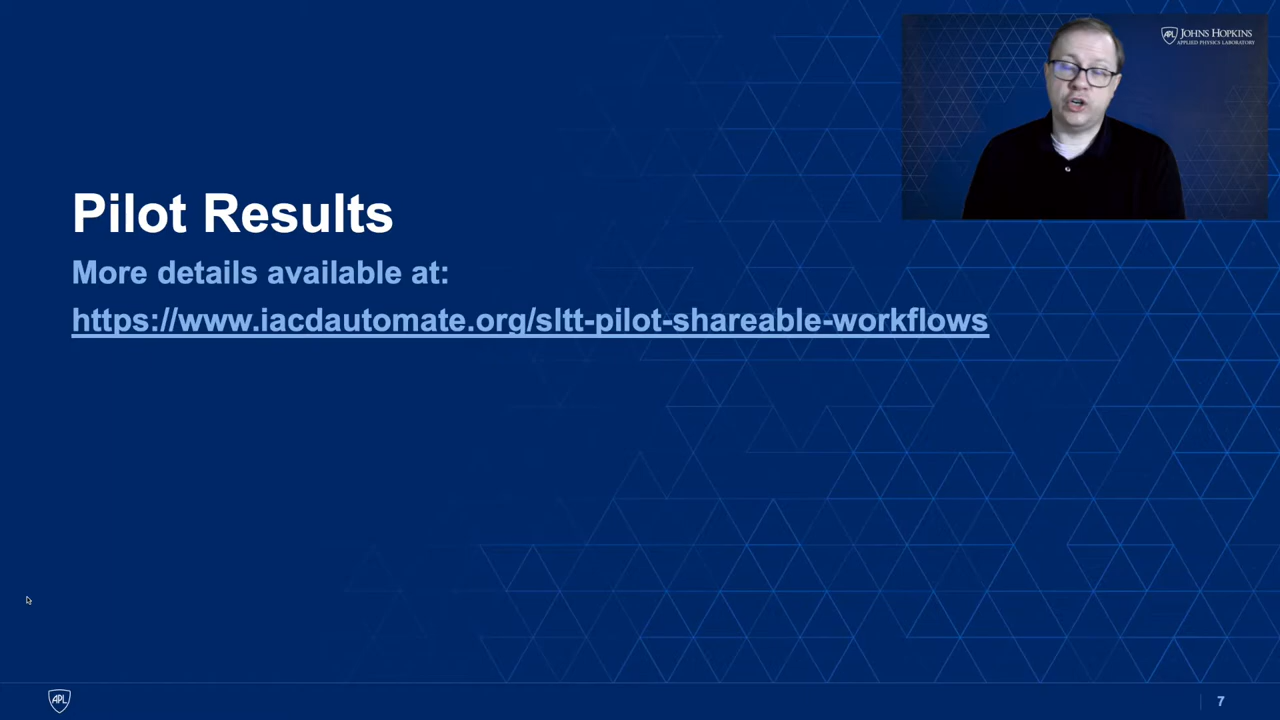 APL JOHNS HOPKINS
APPLIED PHYSICS LABORATORY
Pilot Results
More details available at:
https://www.iacdautomate.org/sltt-pilot-shareable-workflows
APL
7